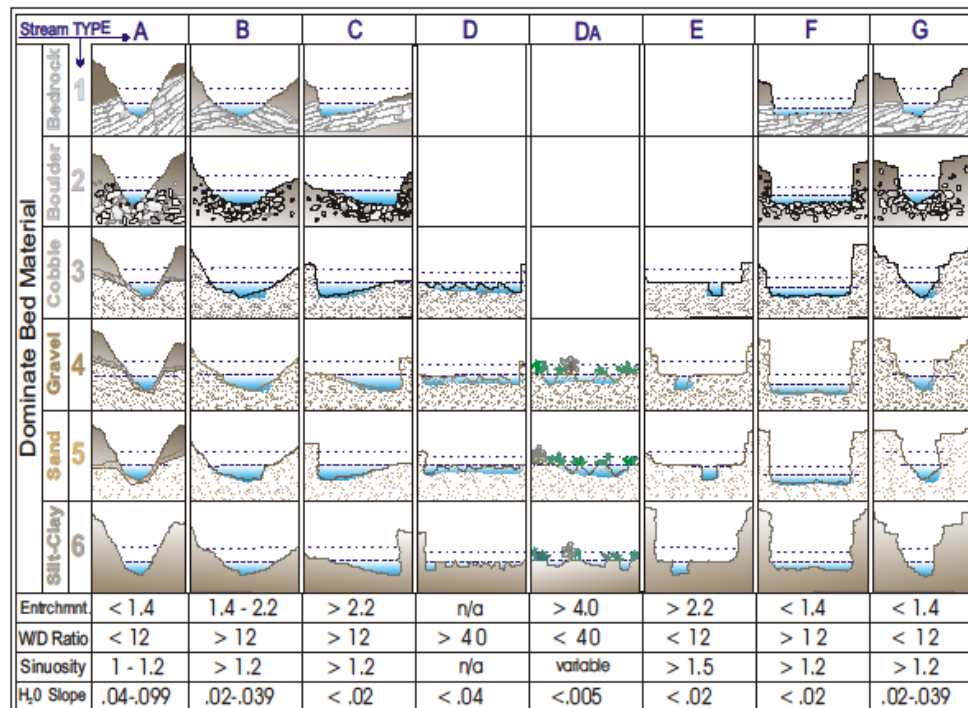 Stream TYPE A B C D DA E F G
Dominate Bed Material
Bedrock 1
Boulder 2
Cobble 3
Gravel 4
Sand 5
Silt-Clay 6
Entrchmnt. < 1.4 1.4 - 2.2 > 2.2 n/a > 4.0 > 2.2 < 1.4 < 1.4
W/D Ratio < 12 > 12 > 12 > 40 < 40 < 12 > 12 < 12
Sinuosity 1 - 1.2 > 1.2 > 1.2 n/a variable > 1.5 > 1.2 > 1.2
H₂0 Slope .04-.099 .02-.039 < .02 < .04 <.005 < .02 < .02 .02-.039